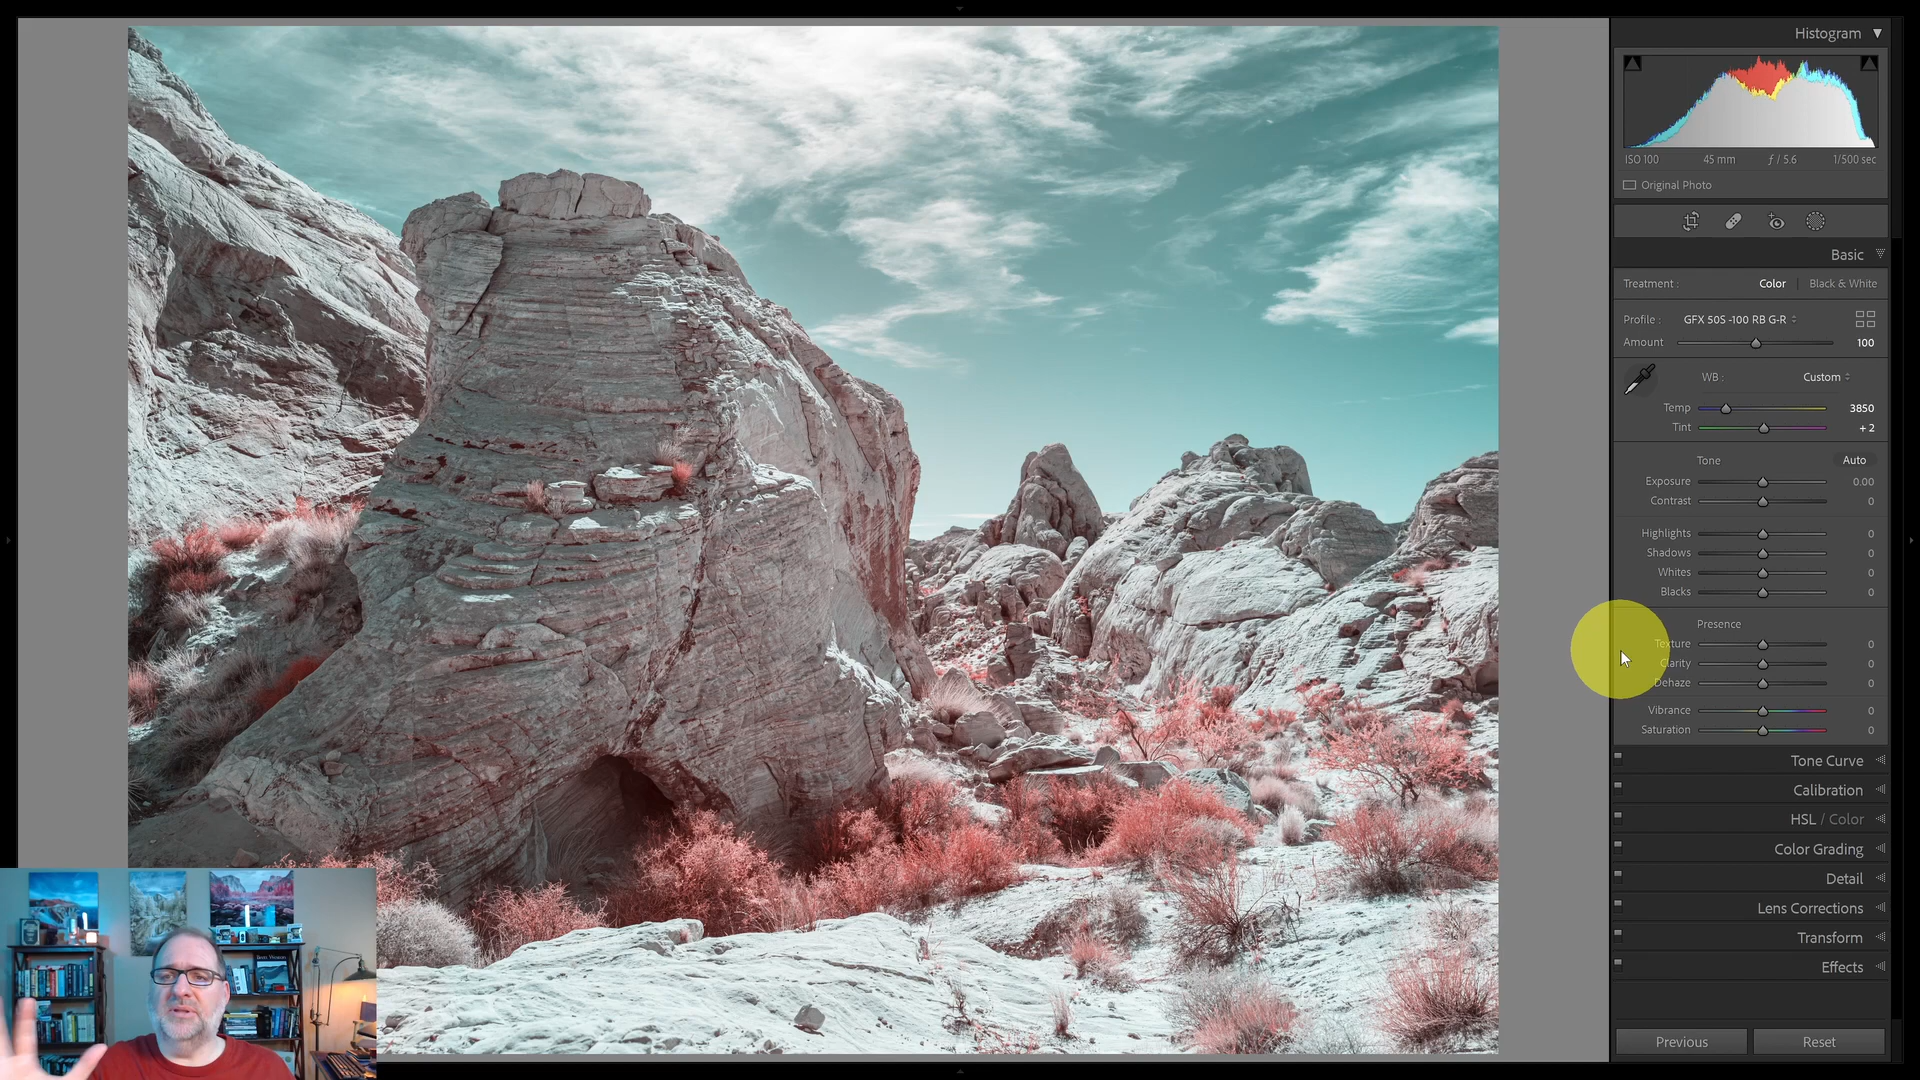 Histogram
ISO 100 45 mm ƒ / 5.6 1/500 sec
Original Photo
Basic
Treatment : Color Black & White
Profile : GFX 50S -100 RB G-R
Amount 100
WB : Custom
Temp 3850
Tint + 2
Tone Auto
Exposure 0.00
Contrast 0
Highlights 0
Shadows 0
Whites 0
Blacks 0
Presence
Texture 0
Clarity 0
Dehaze 0
Vibrance 0
Saturation 0
Tone Curve
Calibration
HSL / Color
Color Grading
Detail
Lens Corrections
Transform
Effects
Previous Reset